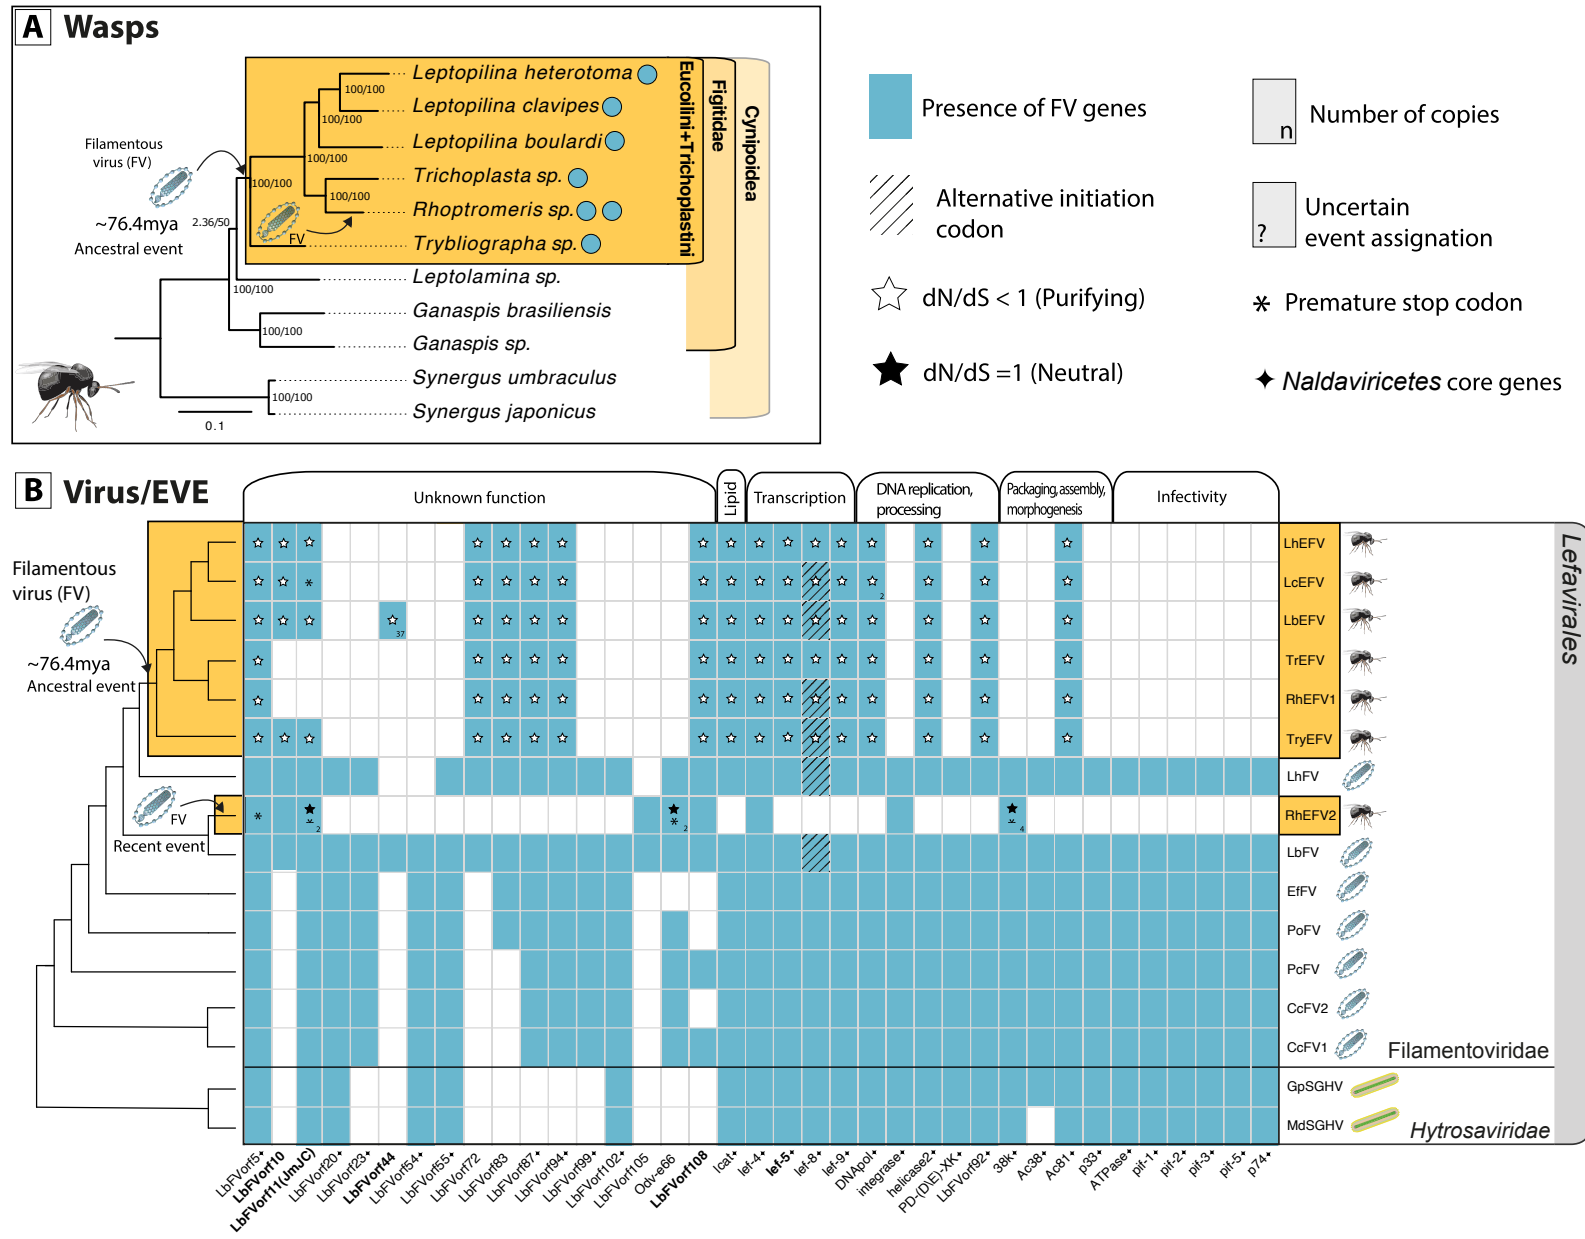 A Wasps
Leptopilina heterotoma
100/100
Leptopilina clavipes
100/100
Leptopilina boulardi
100/100
Filamentous
virus (FV)
Trichoplasta sp.
100/100
100/100
Rhoptromeris sp.
~76.4mya
2.36/50
FV
Ancestral event
Trybliographa sp.
Leptolamina sp.
100/100
Ganaspis brasiliensis
100/100
Ganaspis sp.
Synergus umbraculus
100/100
Synergus japonicus
0.1
Eucoilini+Trichoplastini
Figitidae
Cynipoidea
Presence of FV genes
Alternative initiation
codon
dN/dS < 1 (Purifying)
dN/dS =1 (Neutral)
n
Number of copies
?
Uncertain
event assignation
* Premature stop codon
✦ Naldaviricetes core genes
B Virus/EVE
Unknown function
Lipid
Transcription
DNA replication,
processing
Packaging, assembly,
morphogenesis
Infectivity
Filamentous
virus (FV)
~76.4mya
Ancestral event
FV
Recent event
LhEFV
*
2
LcEFV
37
LbEFV
TrEFV
RhEFV1
TryEFV
LhFV
*
* 2
* 2
* 4
RhEFV2
LbFV
EfFV
PoFV
PcFV
CcFV2
CcFV1
Filamentoviridae
GpSGHV
MdSGHV
Hytrosaviridae
Lefavirales
LbFVorf5✦
LbFVorf10
LbFVorf11(JmJC)
LbFVorf20✦
LbFVorf23✦
LbFVorf44
LbFVorf54✦
LbFVorf55✦
LbFVorf72
LbFVorf83
LbFVorf87✦
LbFVorf94✦
LbFVorf99✦
LbFVorf102✦
LbFVorf105
Odv-e66
LbFVorf108
lcat✦
lef-4✦
lef-5✦
lef-8✦
lef-9✦
DNApol✦
integrase✦
helicase2✦
PD-(D\E)-XK✦
LbFVorf92✦
38k✦
Ac38✦
Ac81✦
p33✦
ATPase✦
pif-1✦
pif-2✦
pif-3✦
pif-5✦
p74✦